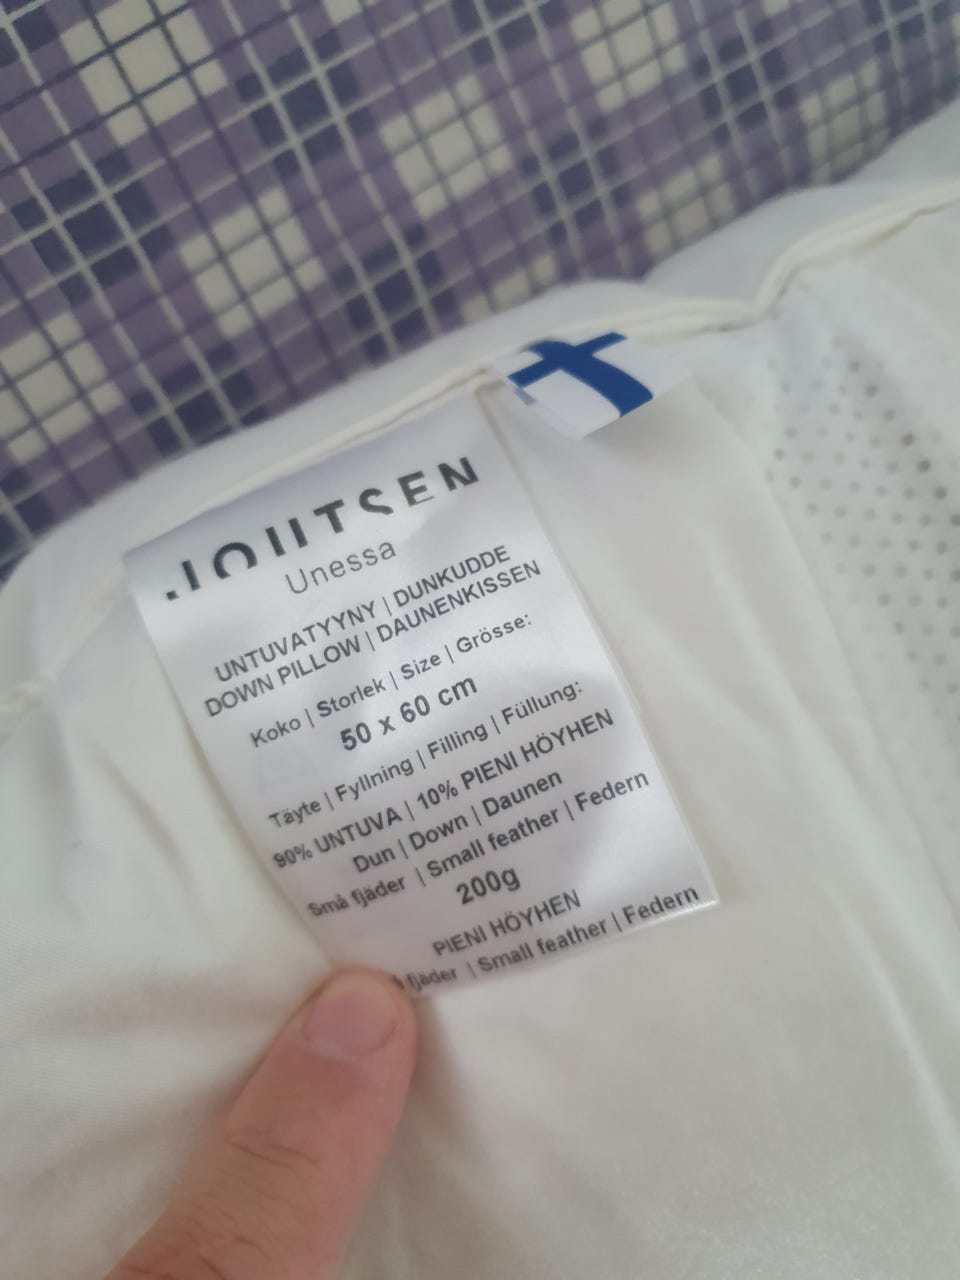 JOUTSEN
Unessa
UNTUVATYYNY | DUNKUDDE
DOWN PILLOW | DAUNENKISSEN
Koko | Storlek | Size | Grösse:
50 x 60 cm
Täyte | Fyllning | Filling | Füllung:
90% UNTUVA | 10% PIENI HÖYHEN
Dun | Down | Daunen
Små fjäder | Small feather | Federn
200g
PIENI HÖYHEN
fjäder | Small feather | Federn